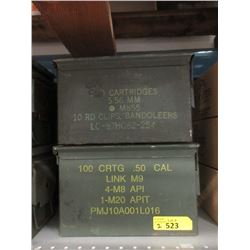 CARTRIDGES
5.56 MM
M855
10 RD CLIPS, BANDOLEERS
100 CRTG .50 CAL
LINK M9
4-M8 API
1-M20 APIT
PMJ10A001L016
2
523